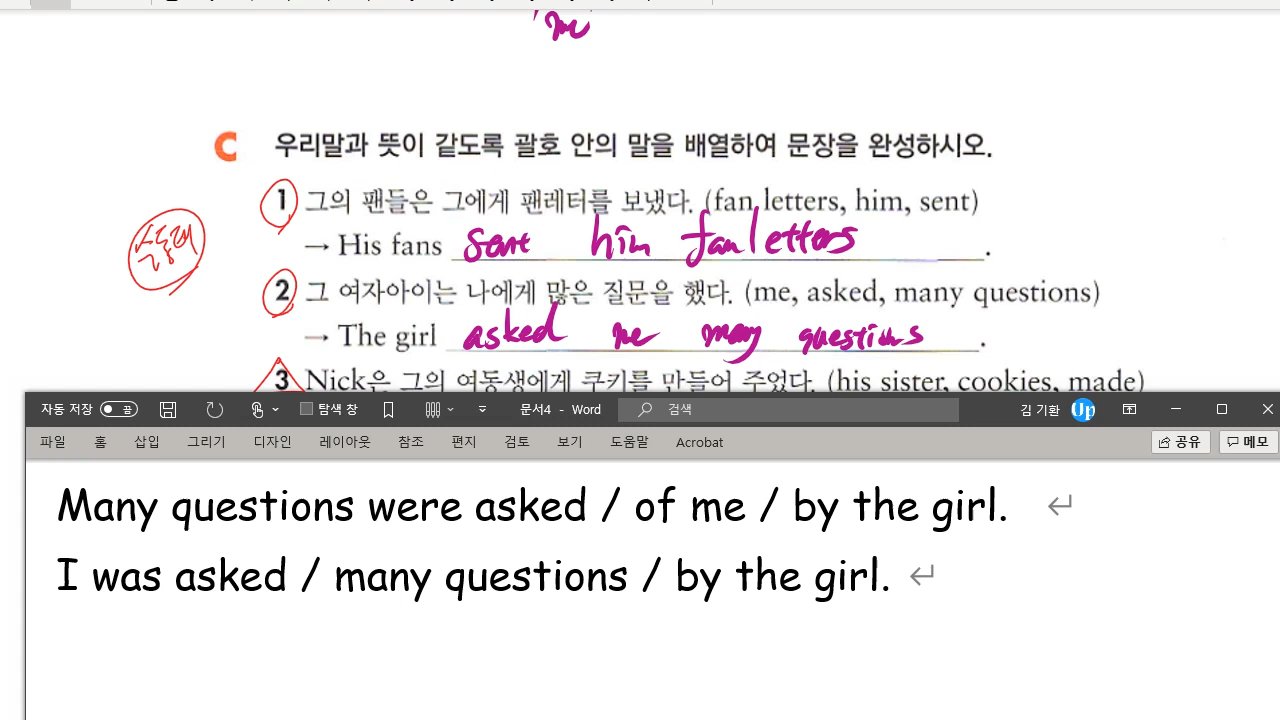 me
C 우리말과 뜻이 같도록 괄호 안의 말을 배열하여 문장을 완성하시오.
1 그의 팬들은 그에게 팬레터를 보냈다. (fan letters, him, sent)
수동태
→ His fans sent him fan letters.
2 그 여자아이는 나에게 많은 질문을 했다. (me, asked, many questions)
→ The girl asked me many questions.
3 Nick은 그의 여동생에게 쿠키를 만들어 주었다. (his sister, cookies, made)
자동 저장 끔 탐색 창 문서4 - Word 검색 김 기환 Up
파일 홈 삽입 그리기 디자인 레이아웃 참조 편지 검토 보기 도움말 Acrobat 공유 메모
Many questions were asked / of me / by the girl.
I was asked / many questions / by the girl.